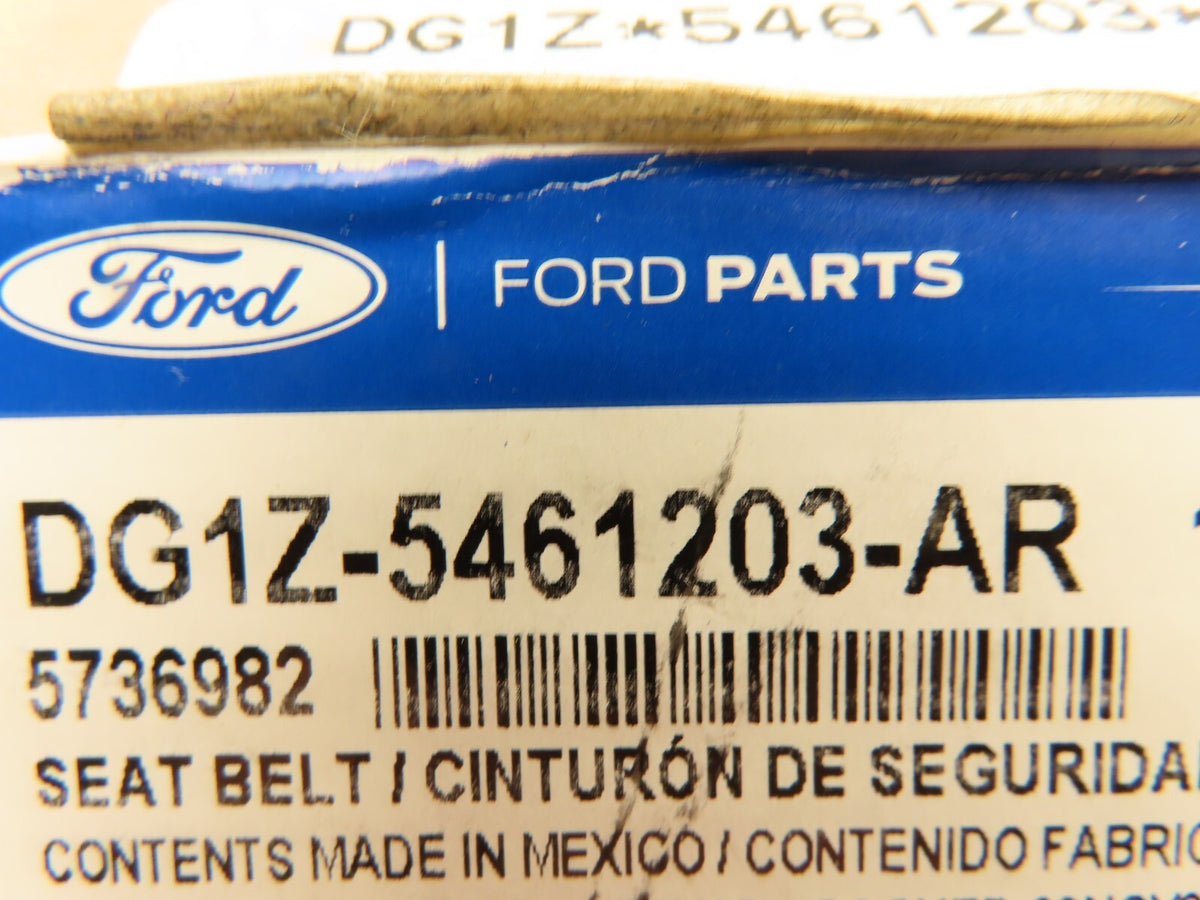 DG1Z*5461203*
Ford | FORD PARTS
DG1Z-5461203-AR
5736982
SEAT BELT / CINTURÓN DE SEGURIDA
CONTENTS MADE IN MEXICO / CONTENIDO FABRIC